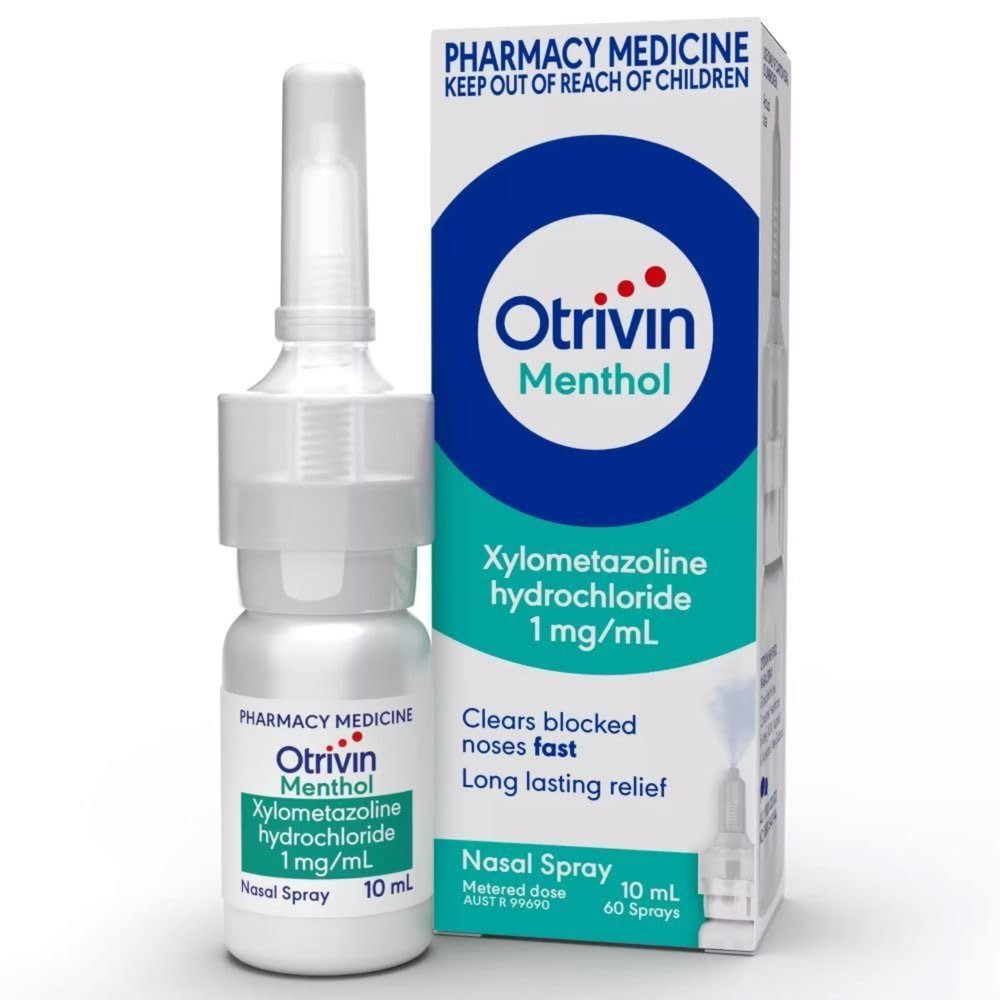 PHARMACY MEDICINE
KEEP OUT OF REACH OF CHILDREN
Otrivin
Menthol
Xylometazoline
hydrochloride
1 mg/mL
Clears blocked
noses fast
Long lasting relief
Nasal Spray
Metered dose
AUST R 99690
10 mL
60 Sprays
PHARMACY MEDICINE
Otrivin
Menthol
Xylometazoline
hydrochloride
1 mg/mL
Nasal Spray 10 mL